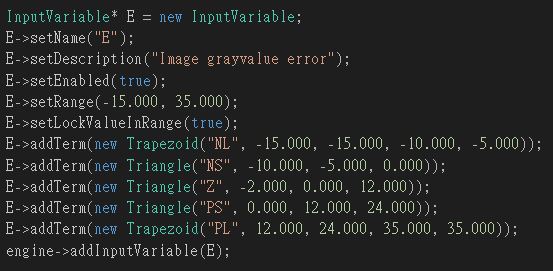 InputVariable* E = new InputVariable;
E->setName("E");
E->setDescription("Image grayvalue error");
E->setEnabled(true);
E->setRange(-15.000, 35.000);
E->setLockValueInRange(true);
E->addTerm(new Trapezoid("NL", -15.000, -15.000, -10.000, -5.000));
E->addTerm(new Triangle("NS", -10.000, -5.000, 0.000));
E->addTerm(new Triangle("Z", -2.000, 0.000, 12.000));
E->addTerm(new Triangle("PS", 0.000, 12.000, 24.000));
E->addTerm(new Trapezoid("PL", 12.000, 24.000, 35.000, 35.000));
engine->addInputVariable(E);